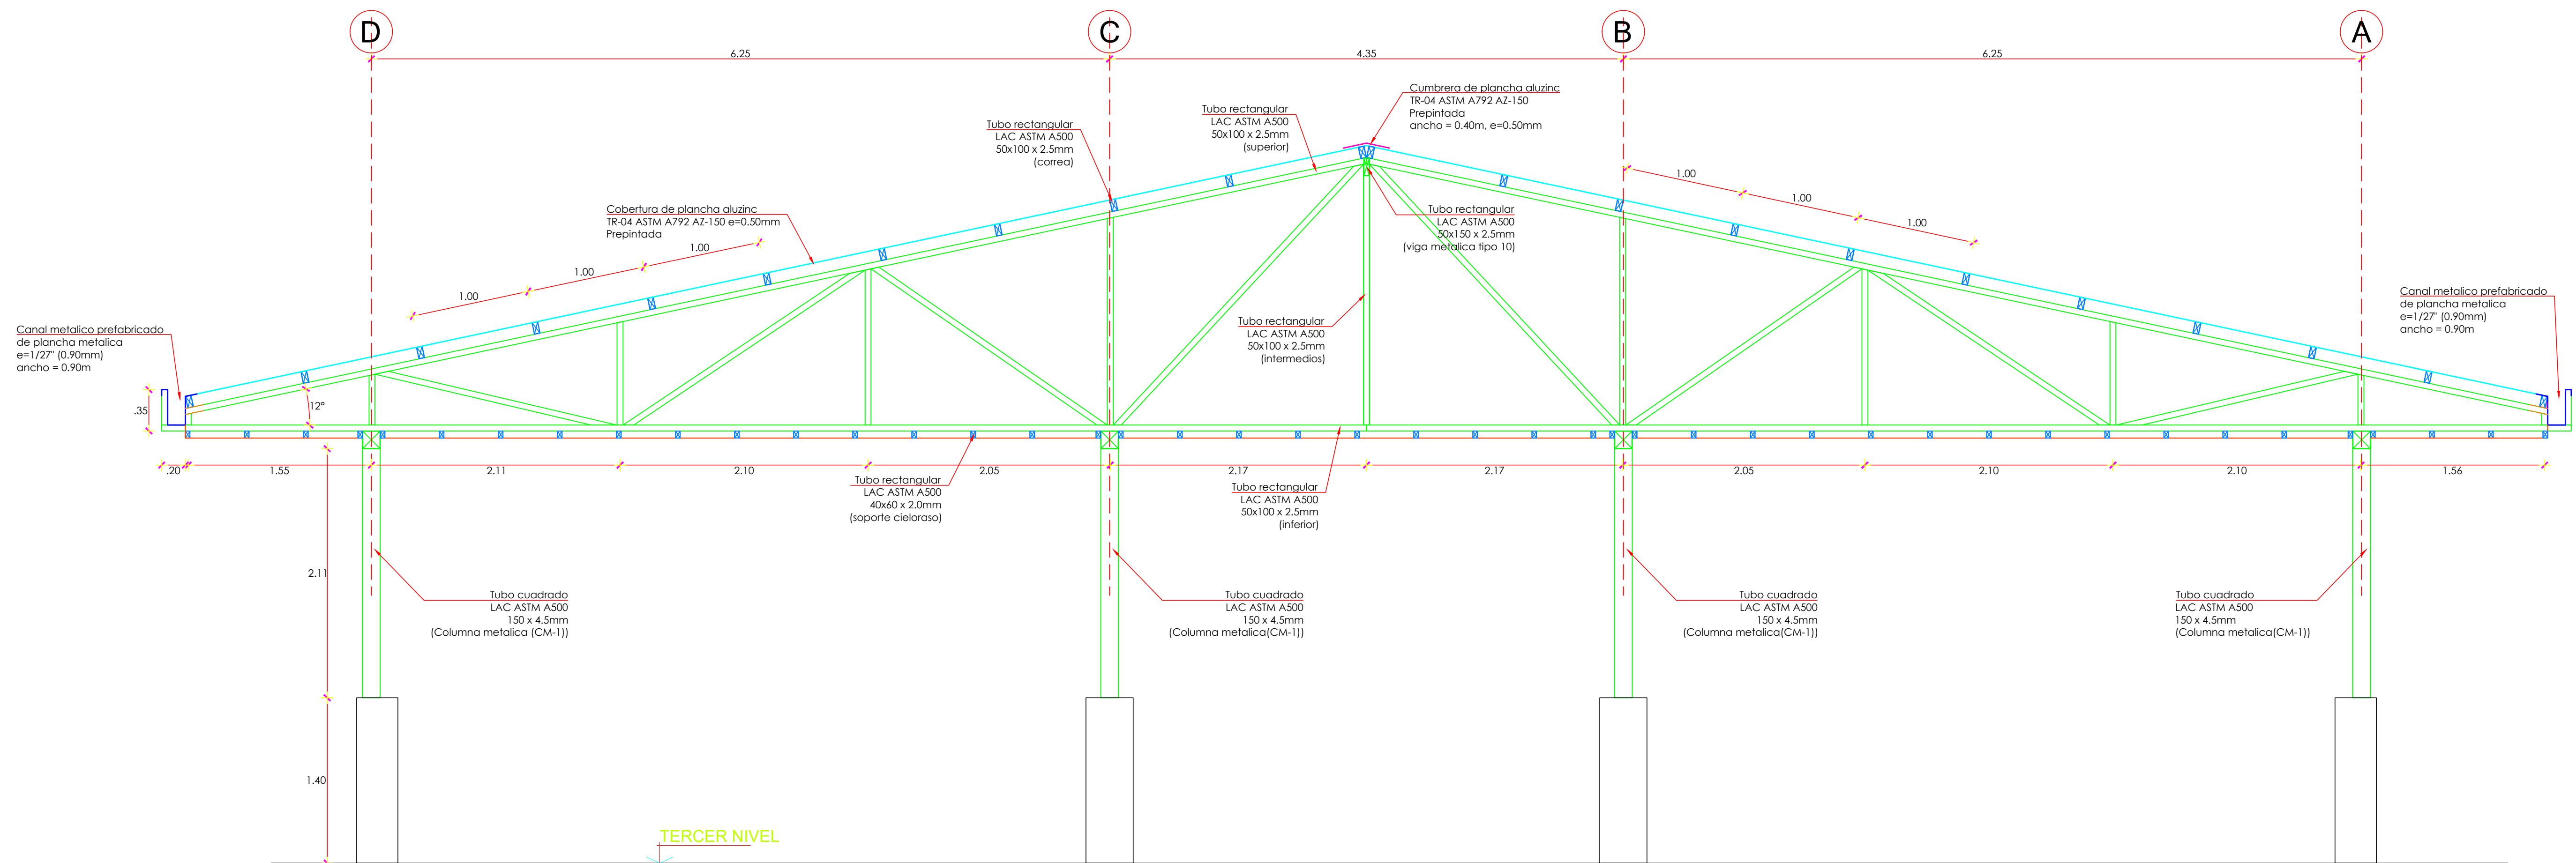 D
C
B
A
6.25
4.35
6.25
Cumbrera de plancha aluzinc
TR-04 ASTM A792 AZ-150
Prepintada
ancho = 0.40m, e=0.50mm
Tubo rectangular
LAC ASTM A500
50x100 x 2.5mm
(superior)
Tubo rectangular
LAC ASTM A500
50x100 x 2.5mm
(correa)
1.00
1.00
1.00
Cobertura de plancha aluzinc
TR-04 ASTM A792 AZ-150 e=0.50mm
Prepintada
Tubo rectangular
LAC ASTM A500
50x150 x 2.5mm
(viga metalica tipo 10)
1.00
1.00
1.00
Canal metalico prefabricado
de plancha metalica
e=1/27" (0.90mm)
ancho = 0.90m
Tubo rectangular
LAC ASTM A500
50x100 x 2.5mm
(intermedios)
Canal metalico prefabricado
de plancha metalica
e=1/27" (0.90mm)
ancho = 0.90m
.35
12°
.20
1.55
2.11
2.10
2.05
2.17
2.17
2.05
2.10
2.10
1.56
Tubo rectangular
LAC ASTM A500
40x60 x 2.0mm
(soporte cieloraso)
Tubo rectangular
LAC ASTM A500
50x100 x 2.5mm
(inferior)
2.11
Tubo cuadrado
LAC ASTM A500
150 x 4.5mm
(Columna metalica (CM-1))
Tubo cuadrado
LAC ASTM A500
150 x 4.5mm
(Columna metalica(CM-1))
Tubo cuadrado
LAC ASTM A500
150 x 4.5mm
(Columna metalica(CM-1))
Tubo cuadrado
LAC ASTM A500
150 x 4.5mm
(Columna metalica(CM-1))
1.40
TERCER NIVEL